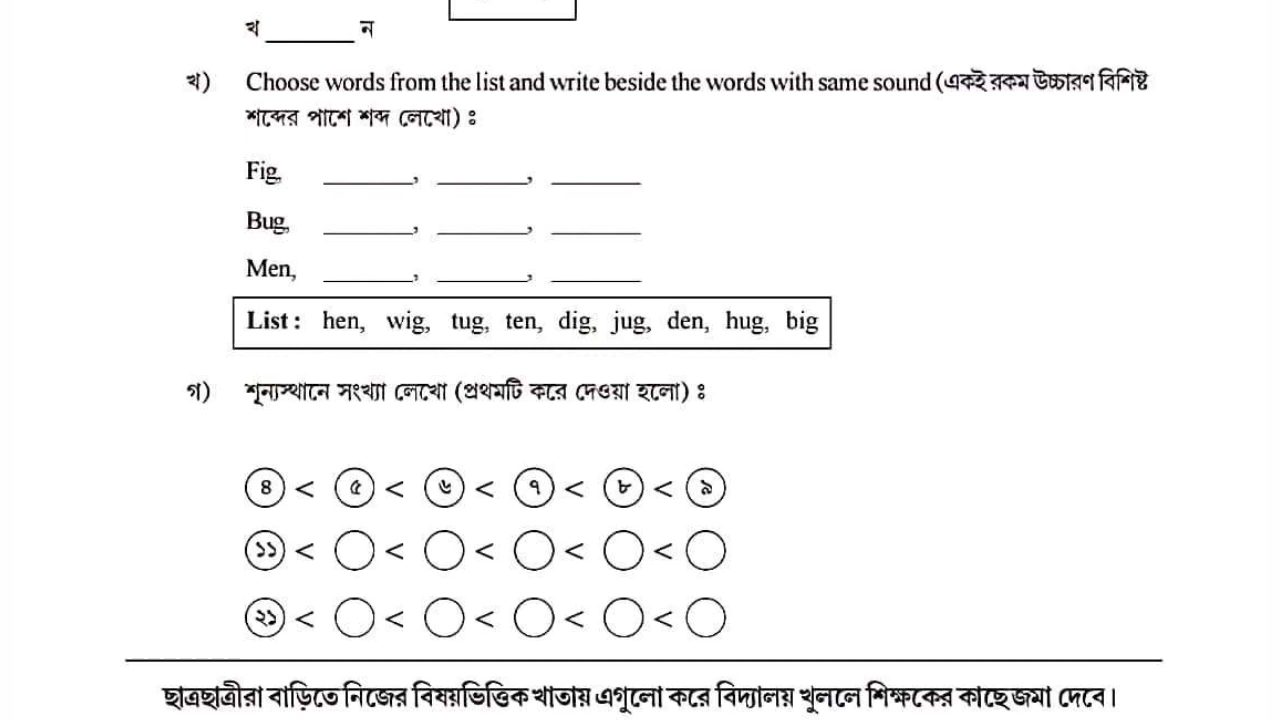 খ ______ ন
খ) Choose words from the list and write beside the words with same sound (একই রকম উচ্চারণ বিশিষ্ট
শব্দের পাশে শব্দ লেখো) ঃ
Fig, ______, ______, ______
Bug, ______, ______, ______
Men, ______, ______, ______
List : hen, wig, tug, ten, dig, jug, den, hug, big
গ) শূন্যস্থানে সংখ্যা লেখো (প্রথমটি করে দেওয়া হলো) ঃ
৪ < ৫ < ৬ < ৭ < ৮ < ৯
১১ < < < < <
২১ < < < < <
ছাত্রছাত্রীরা বাড়িতে নিজের বিষয়ভিত্তিক খাতায় এগুলো করে বিদ্যালয় খুললে শিক্ষকের কাছে জমা দেবে।